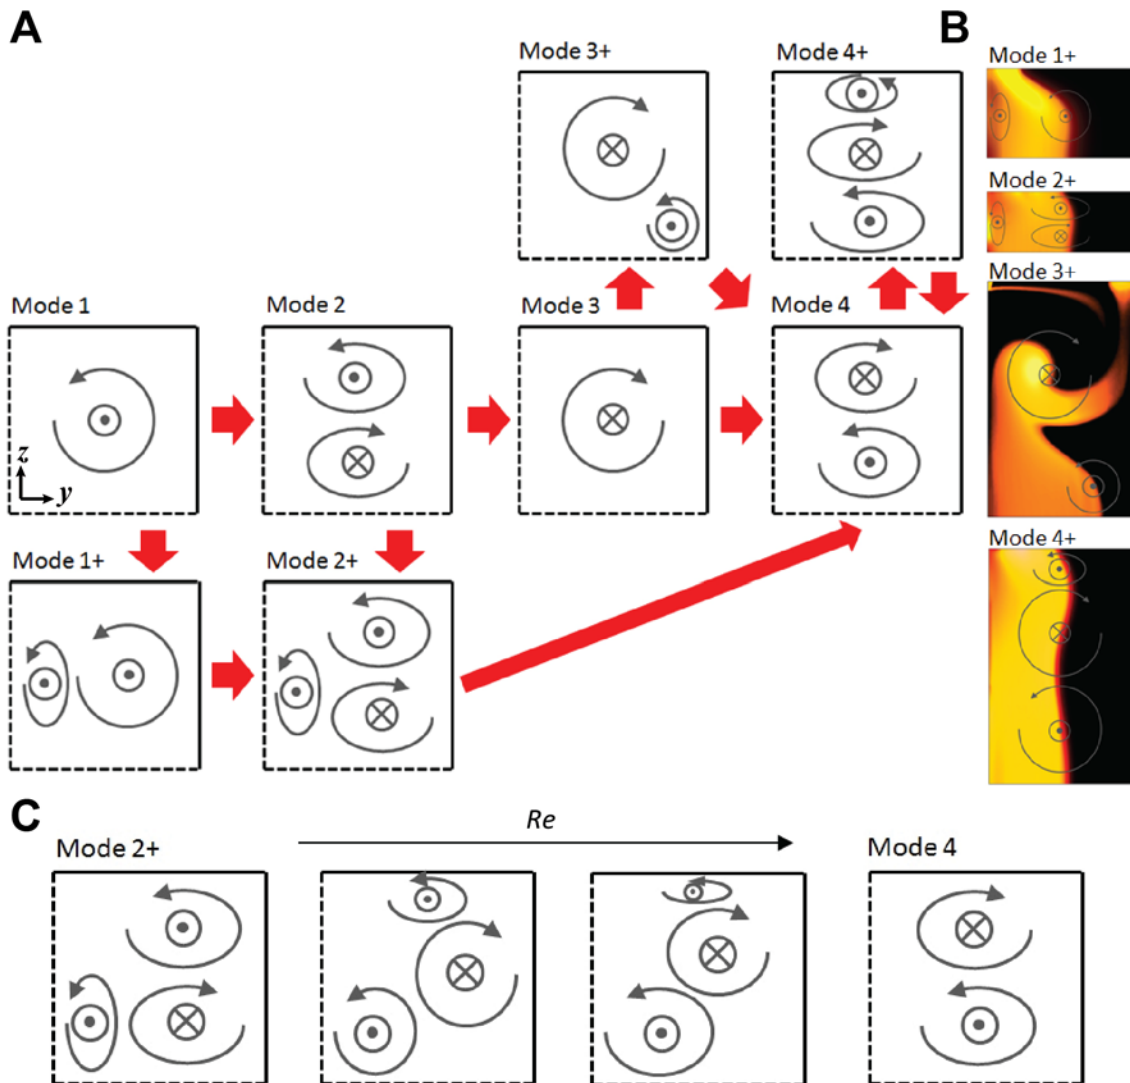 A
B
Mode 3+
Mode 4+
Mode 1+
Mode 2+
Mode 3+
Mode 1
Mode 2
Mode 3
Mode 4
z
y
Mode 1+
Mode 2+
Mode 4+
C
Re
Mode 2+
Mode 4